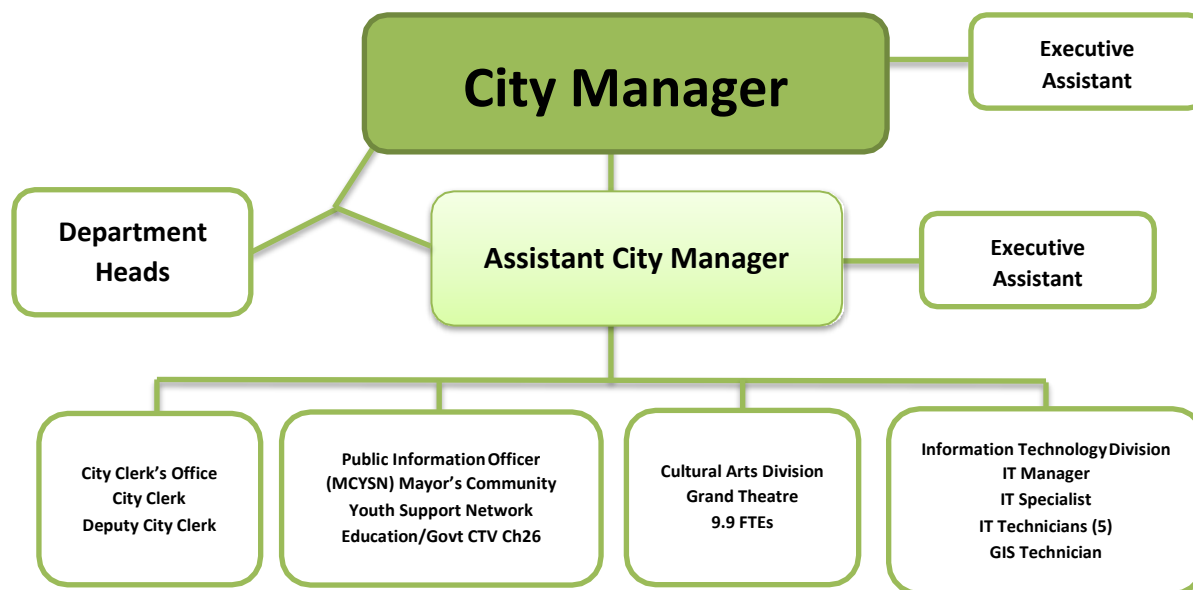 City Manager
Executive
Assistant
Department
Heads
Assistant City Manager
Executive
Assistant
City Clerk’s Office
City Clerk
Deputy City Clerk
Public Information Officer
(MCYSN) Mayor’s Community
Youth Support Network
Education/Govt CTV Ch26
Cultural Arts Division
Grand Theatre
9.9 FTEs
Information Technology Division
IT Manager
IT Specialist
IT Technicians (5)
GIS Technician